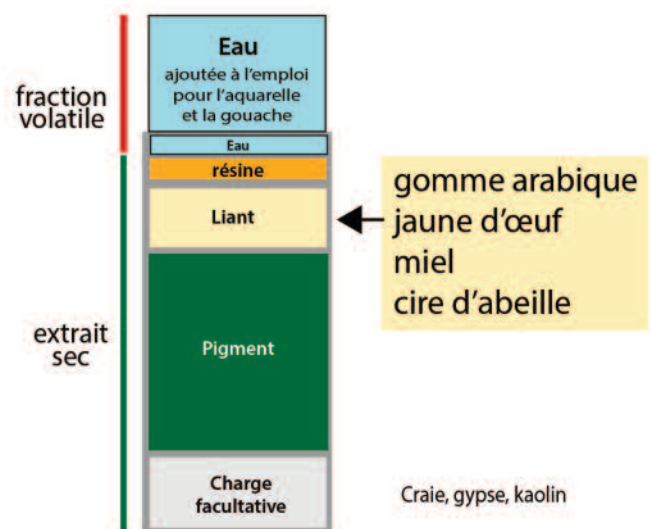 Eau
ajoutée à l'emploi
pour l'aquarelle
et la gouache
fraction
volatile
Eau
résine
Liant
gomme arabique
jaune d'œuf
miel
cire d'abeille
extrait
sec
Pigment
Charge
facultative
Craie, gypse, kaolin